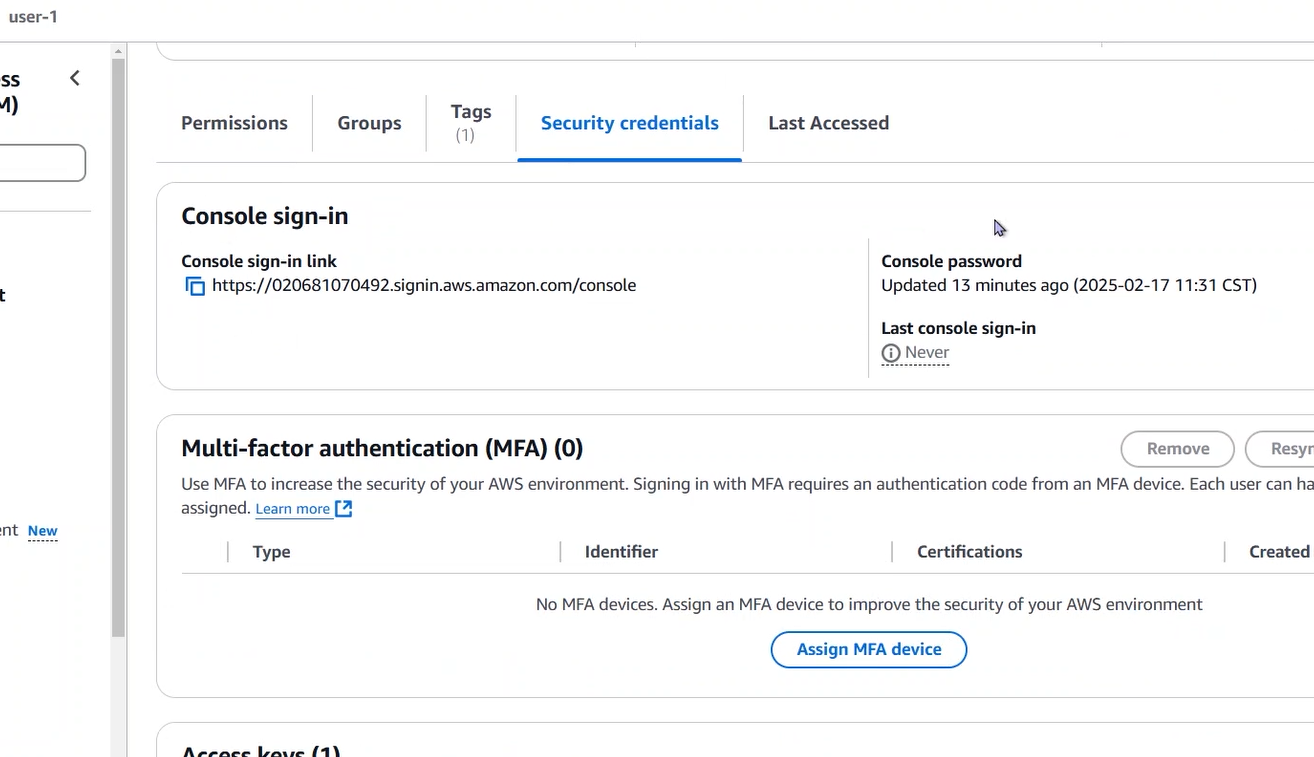 user-1
ss
M)
Permissions
Groups
Tags
(1)
Security credentials
Last Accessed
Console sign-in
Console sign-in link
https://020681070492.signin.aws.amazon.com/console
Console password
Updated 13 minutes ago (2025-02-17 11:31 CST)
Last console sign-in
Never
t
Multi-factor authentication (MFA) (0)
Remove
Resyn
Use MFA to increase the security of your AWS environment. Signing in with MFA requires an authentication code from an MFA device. Each user can ha
assigned. Learn more
ent New
Type
Identifier
Certifications
Created
No MFA devices. Assign an MFA device to improve the security of your AWS environment
Assign MFA device
Access keys (1)